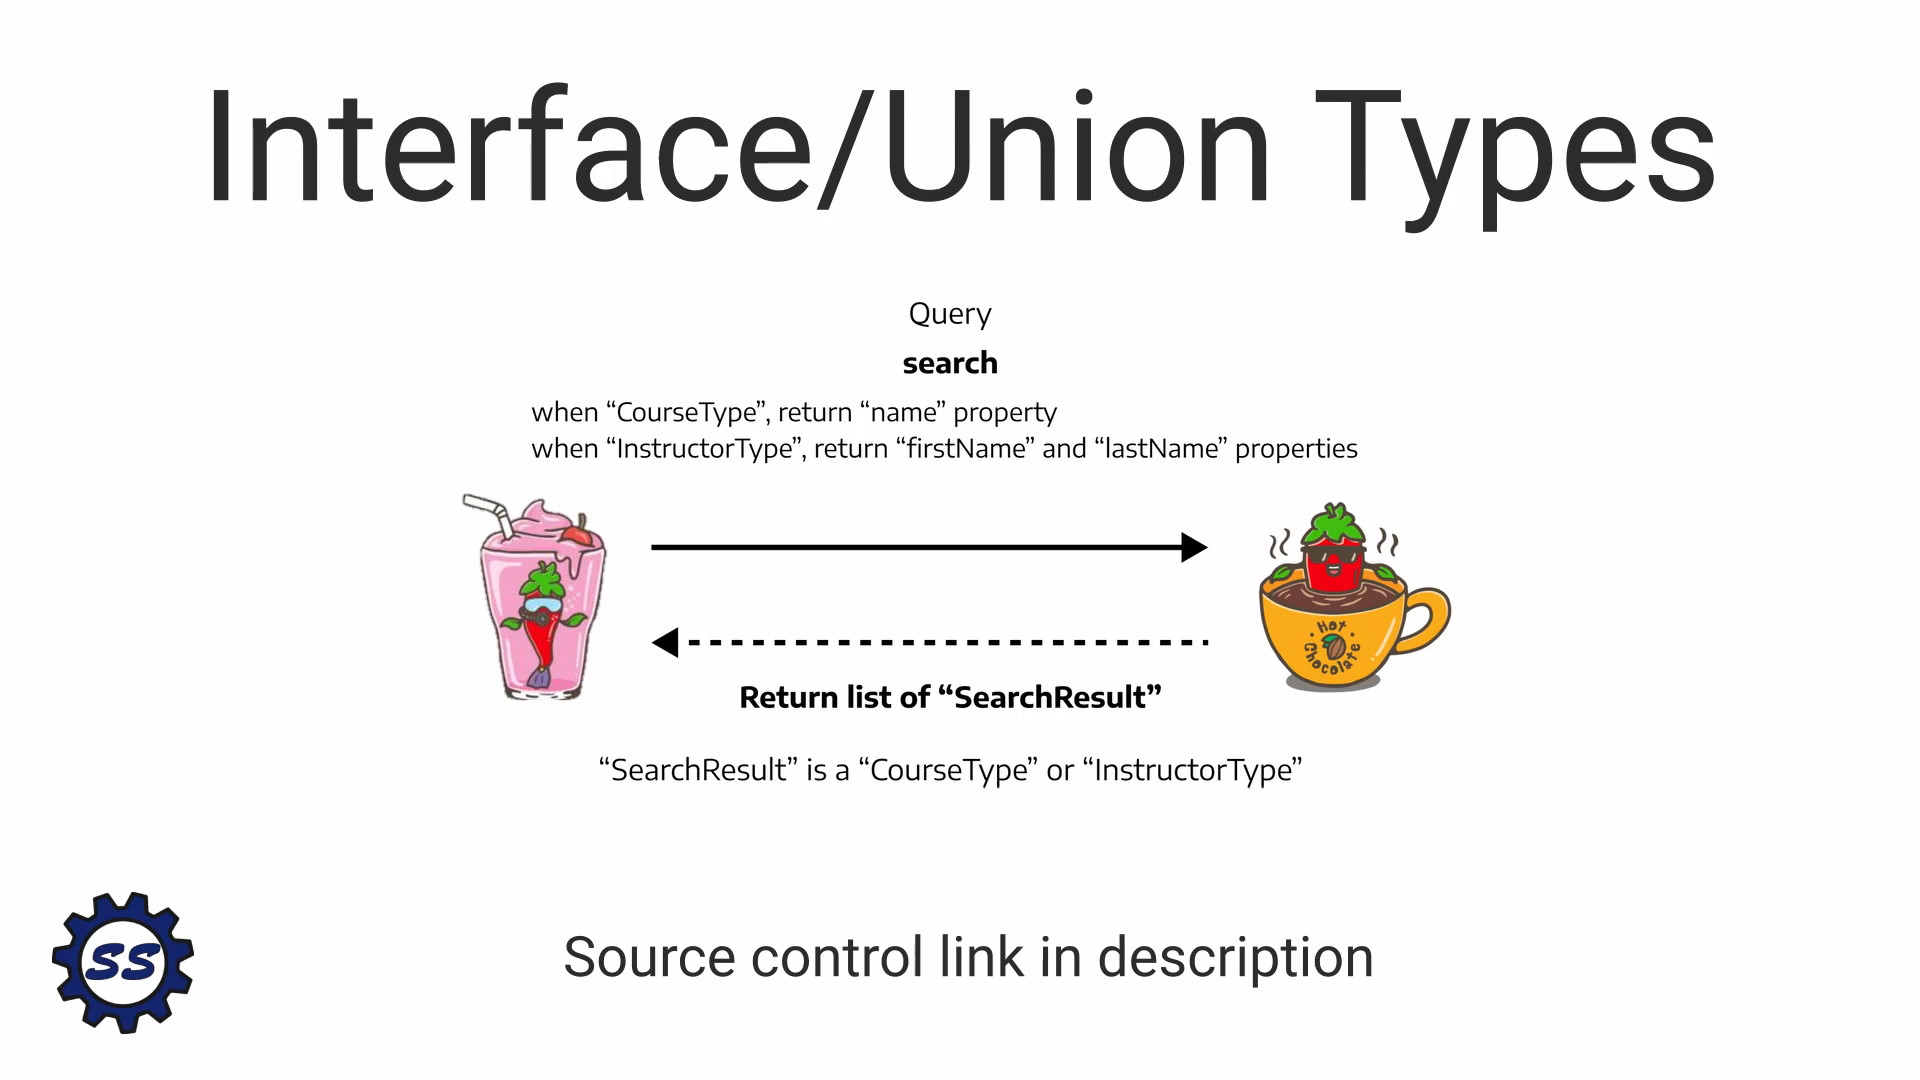 Interface/Union Types
Query
search
when “CourseType”, return “name” property
when “InstructorType”, return “firstName” and “lastName” properties
Hot
Chocolate
Return list of “SearchResult”
“SearchResult” is a “CourseType” or “InstructorType”
SS
Source control link in description